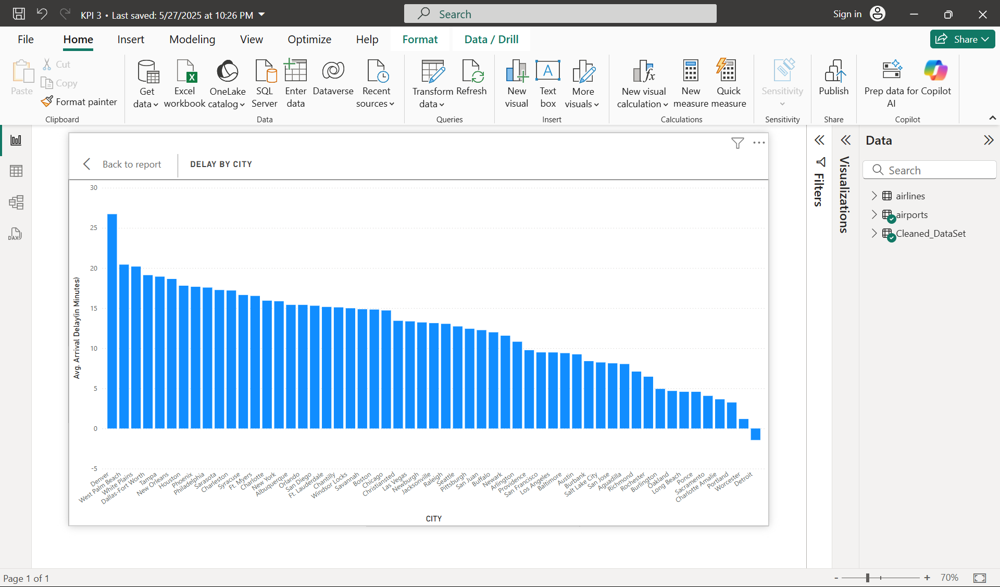 KPI 3 • Last saved: 5/27/2025 at 10:26 PM
Search
Sign in
File
Home
Insert
Modeling
View
Optimize
Help
Format
Data / Drill
Share
Paste
Cut
Copy
Format painter
Clipboard
Get data
Excel workbook
OneLake catalog
SQL Server
Enter data
Dataverse
Recent sources
Data
Transform data
Refresh
Queries
New visual
Text box
More visuals
Insert
New visual calculation
New measure
Quick measure
Calculations
Sensitivity
Sensitivity
Publish
Share
Prep data for AI
Copilot
Copilot
DAX
Back to report
DELAY BY CITY
30
25
20
15
10
5
0
-5
Avg. Arrival Delay(in Minutes)
Denver
West Palm Beach
White Plains
Dallas-Fort Worth
Tampa
New Orleans
Houston
Phoenix
Philadelphia
Sarasota
Charleston
Syracuse
Ft. Myers
Charlotte
New York
Albuquerque
Orlando
San Diego
Ft. Lauderdale
Chantilly
Windsor Locks
Savannah
Boston
Chicago
Christiansted
Las Vegas
Newburgh
Jacksonville
Raleigh
Seattle
Pittsburgh
San Juan
Buffalo
Newark
Arlington
Providence
San Francisco
Los Angeles
Baltimore
Austin
Burbank
Salt Lake City
San Jose
Aguadilla
Richmond
Rochester
Burlington
Oakland
Long Beach
Ponce
Sacramento
Charlotte Amalie
Portland
Worcester
Detroit
CITY
Filters
Visualizations
Data
Search
airlines
airports
Cleaned_DataSet
Page 1 of 1
- + 70%